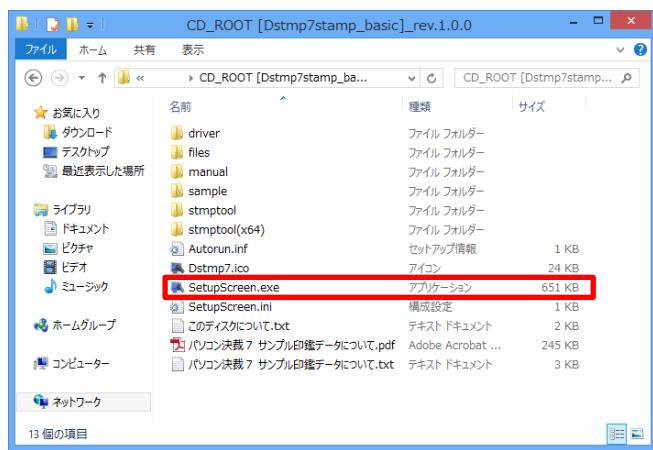 CD_ROOT [Dstmp7stamp_basic]_rev.1.0.0
ファイル ホーム 共有 表示
« CD_ROOT [Dstmp7stamp_ba... CD_ROOT [Dstmp7stamp...
お気に入り
ダウンロード
デスクトップ
最近表示した場所
ライブラリ
ドキュメント
ピクチャ
ビデオ
ミュージック
ホームグループ
コンピューター
ネットワーク
名前 種類 サイズ
driver ファイル フォルダー
files ファイル フォルダー
manual ファイル フォルダー
sample ファイル フォルダー
stmptool ファイル フォルダー
stmptool(x64) ファイル フォルダー
Autorun.inf セットアップ情報 1 KB
Dstmp7.ico アイコン 24 KB
SetupScreen.exe アプリケーション 651 KB
SetupScreen.ini 構成設定 1 KB
このディスクについて.txt テキスト ドキュメント 2 KB
パソコン決裁7 サンプル印鑑データについて.pdf Adobe Acrobat ... 245 KB
パソコン決裁7 サンプル印鑑データについて.txt テキスト ドキュメント 3 KB
13 個の項目